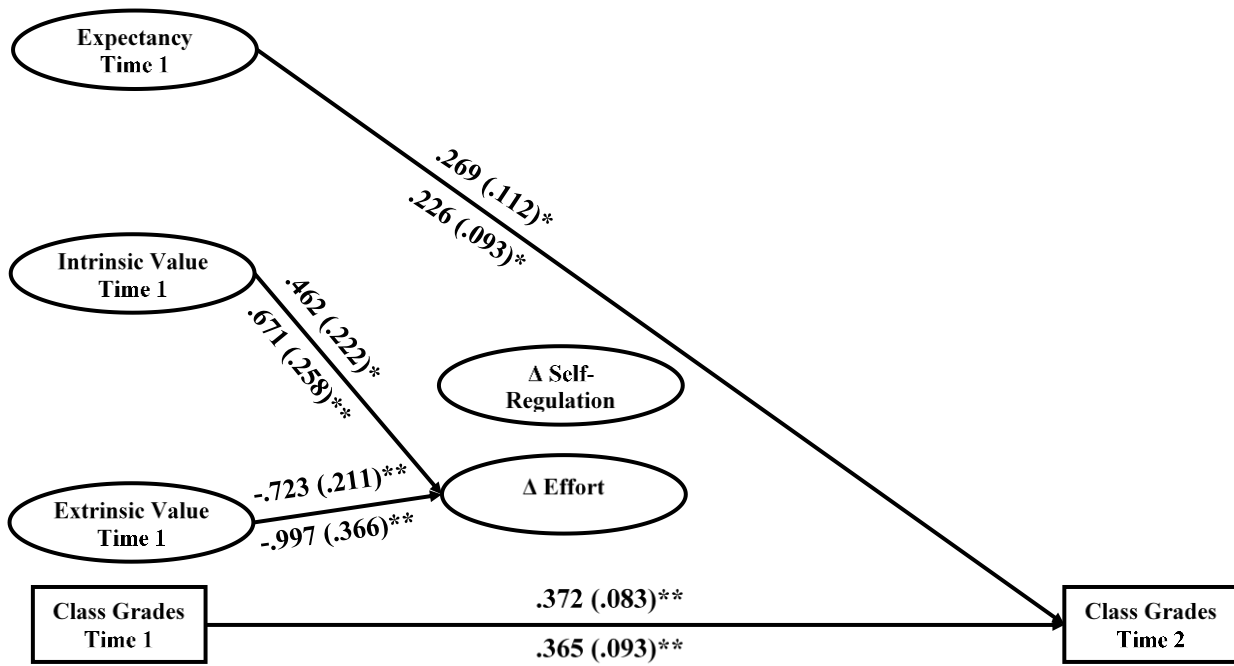 Expectancy
Time 1
.269 (.112)*
.226 (.093)*
Intrinsic Value
Time 1
.462 (.222)*
.671 (.258)**
Δ Self-
Regulation
Δ Effort
Extrinsic Value
Time 1
-.723 (.211)**
-.997 (.366)**
Class Grades
Time 1
.372 (.083)**
.365 (.093)**
Class Grades
Time 2